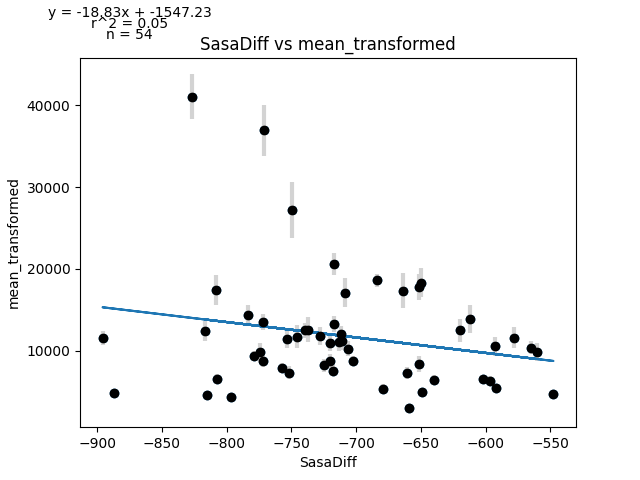 y = -18.83x + -1547.23
r^2 = 0.05
n = 54
SasaDiff vs mean_transformed
40000
30000
20000
10000
mean_transformed
−900 −850 −800 −750 −700 −650 −600 −550
SasaDiff